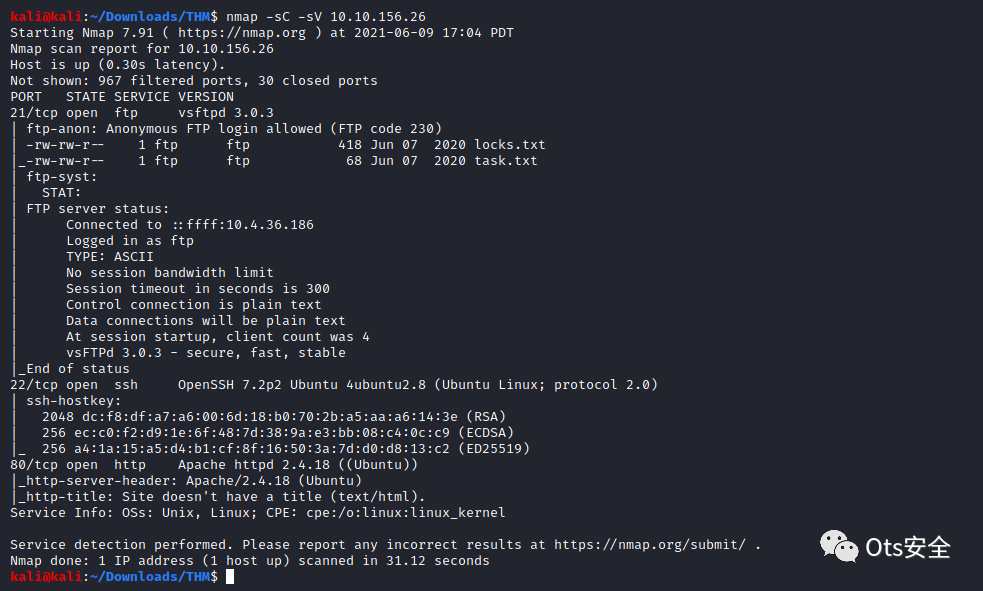 kali@kali:~/Downloads/THM$ nmap -sC -sV 10.10.156.26
Starting Nmap 7.91 ( https://nmap.org ) at 2021-06-09 17:04 PDT
Nmap scan report for 10.10.156.26
Host is up (0.30s latency).
Not shown: 967 filtered ports, 30 closed ports
PORT   STATE SERVICE VERSION
21/tcp open  ftp     vsftpd 3.0.3
| ftp-anon: Anonymous FTP login allowed (FTP code 230)
| -rw-rw-r--    1 ftp      ftp           418 Jun 07  2020 locks.txt
|_-rw-rw-r--    1 ftp      ftp            68 Jun 07  2020 task.txt
| ftp-syst:
|   STAT:
| FTP server status:
|      Connected to ::ffff:10.4.36.186
|      Logged in as ftp
|      TYPE: ASCII
|      No session bandwidth limit
|      Session timeout in seconds is 300
|      Control connection is plain text
|      Data connections will be plain text
|      At session startup, client count was 4
|      vsFTPd 3.0.3 - secure, fast, stable
|_End of status
22/tcp open  ssh     OpenSSH 7.2p2 Ubuntu 4ubuntu2.8 (Ubuntu Linux; protocol 2.0)
| ssh-hostkey:
|   2048 dc:f8:df:a7:a6:00:6d:18:b0:70:2b:a5:aa:a6:14:3e (RSA)
|   256 ec:c0:f2:d9:1e:6f:48:7d:38:9a:e3:bb:08:c4:0c:c9 (ECDSA)
|_  256 a4:1a:15:a5:d4:b1:cf:8f:16:50:3a:7d:d0:d8:13:c2 (ED25519)
80/tcp open  http    Apache httpd 2.4.18 ((Ubuntu))
|_http-server-header: Apache/2.4.18 (Ubuntu)
|_http-title: Site doesn't have a title (text/html).
Service Info: OSs: Unix, Linux; CPE: cpe:/o:linux:linux_kernel

Service detection performed. Please report any incorrect results at https://nmap.org/submit/ .
Nmap done: 1 IP address (1 host up) scanned in 31.12 seconds
kali@kali:~/Downloads/THM$
Ots安全